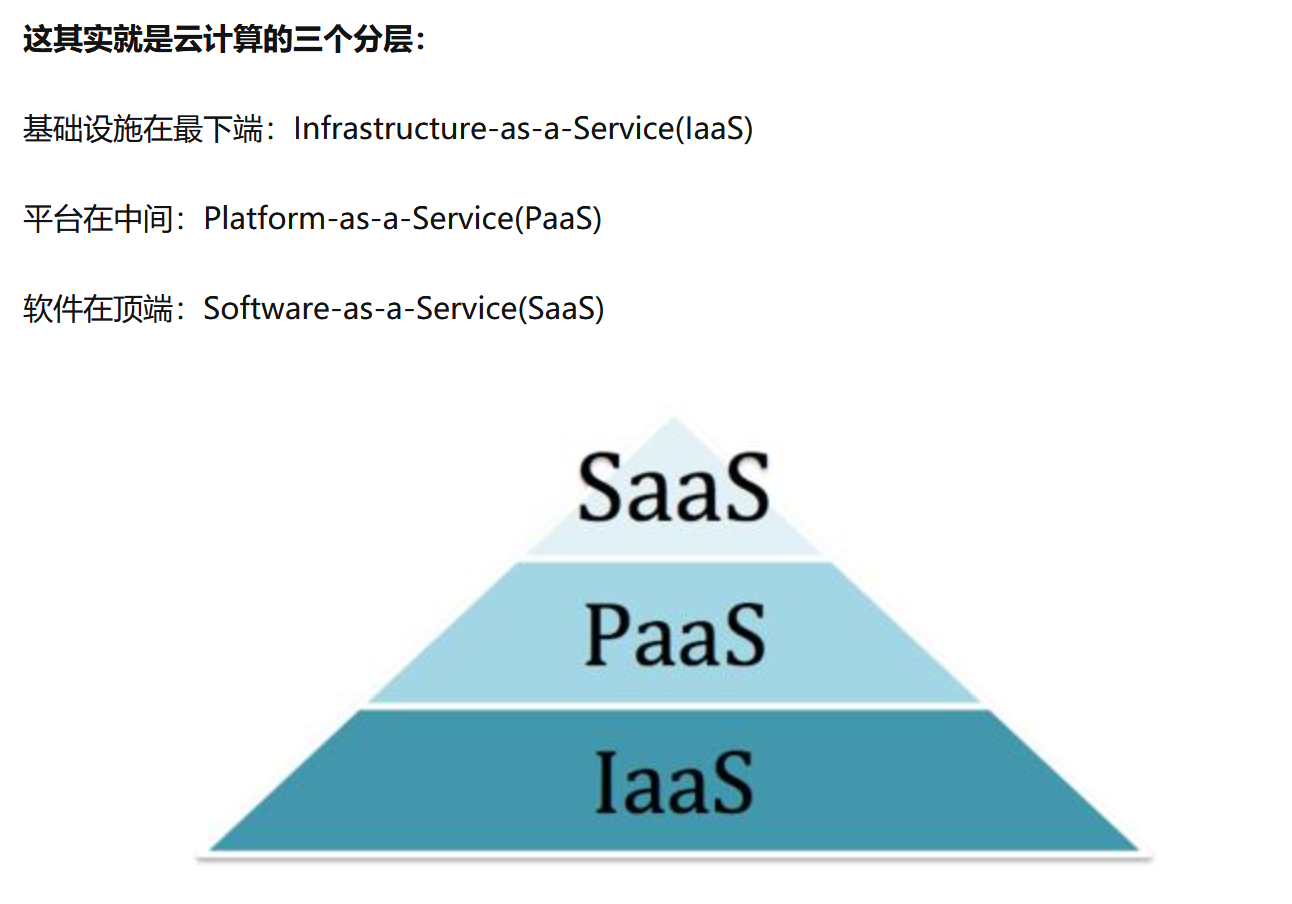 这其实就是云计算的三个分层：
基础设施在最下端：Infrastructure-as-a-Service(IaaS)
平台在中间：Platform-as-a-Service(PaaS)
软件在顶端：Software-as-a-Service(SaaS)
SaaS
PaaS
IaaS